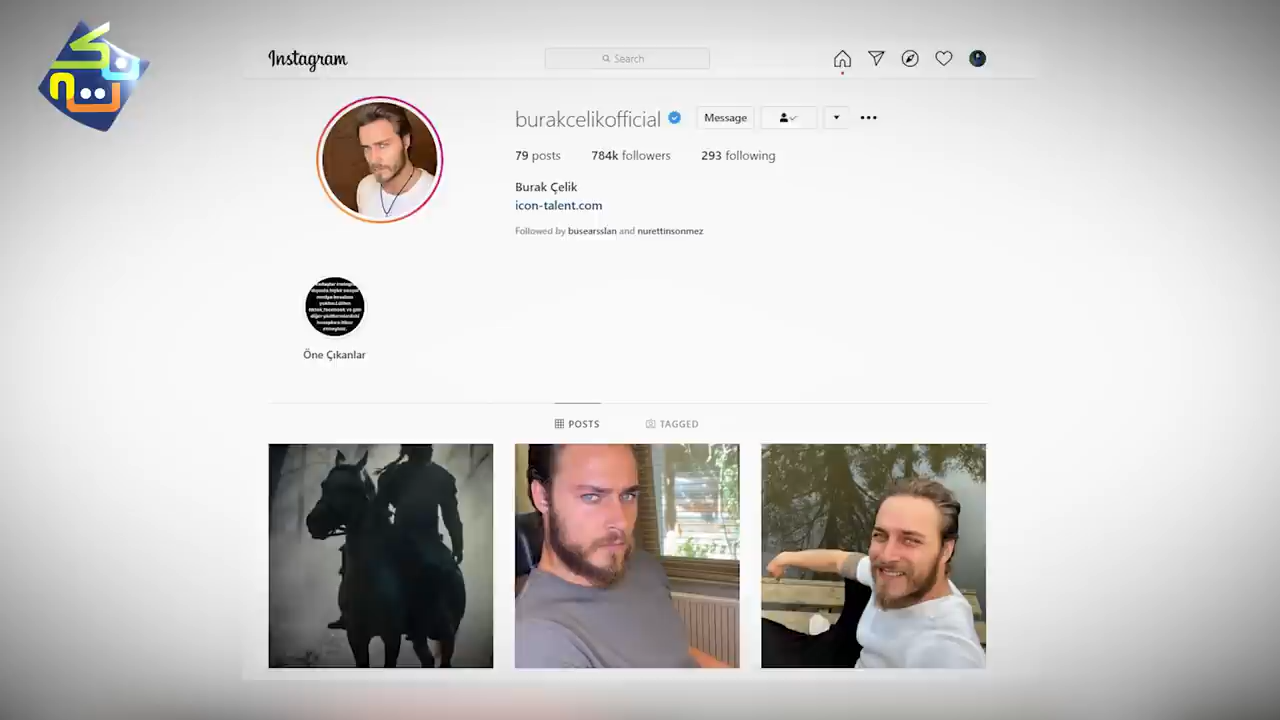 Instagram
Search
burakcelikofficial
Message
79 posts 784k followers 293 following
Burak Çelik
icon-talent.com
Followed by busearsslan and nurettinsonmez
Öne Çıkanlar
POSTS TAGGED